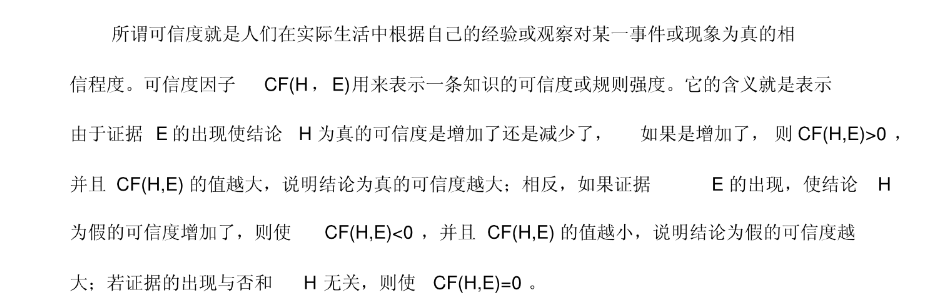 所谓可信度就是人们在实际生活中根据自己的经验或观察对某一事件或现象为真的相
信程度。可信度因子 CF(H，E)用来表示一条知识的可信度或规则强度。它的含义就是表示
由于证据 E 的出现使结论 H 为真的可信度是增加了还是减少了， 如果是增加了， 则 CF(H,E)>0 ，
并且 CF(H,E) 的值越大，说明结论为真的可信度越大；相反，如果证据 E 的出现，使结论 H
为假的可信度增加了，则使 CF(H,E)<0 ，并且 CF(H,E) 的值越小，说明结论为假的可信度越
大；若证据的出现与否和 H 无关，则使 CF(H,E)=0 。